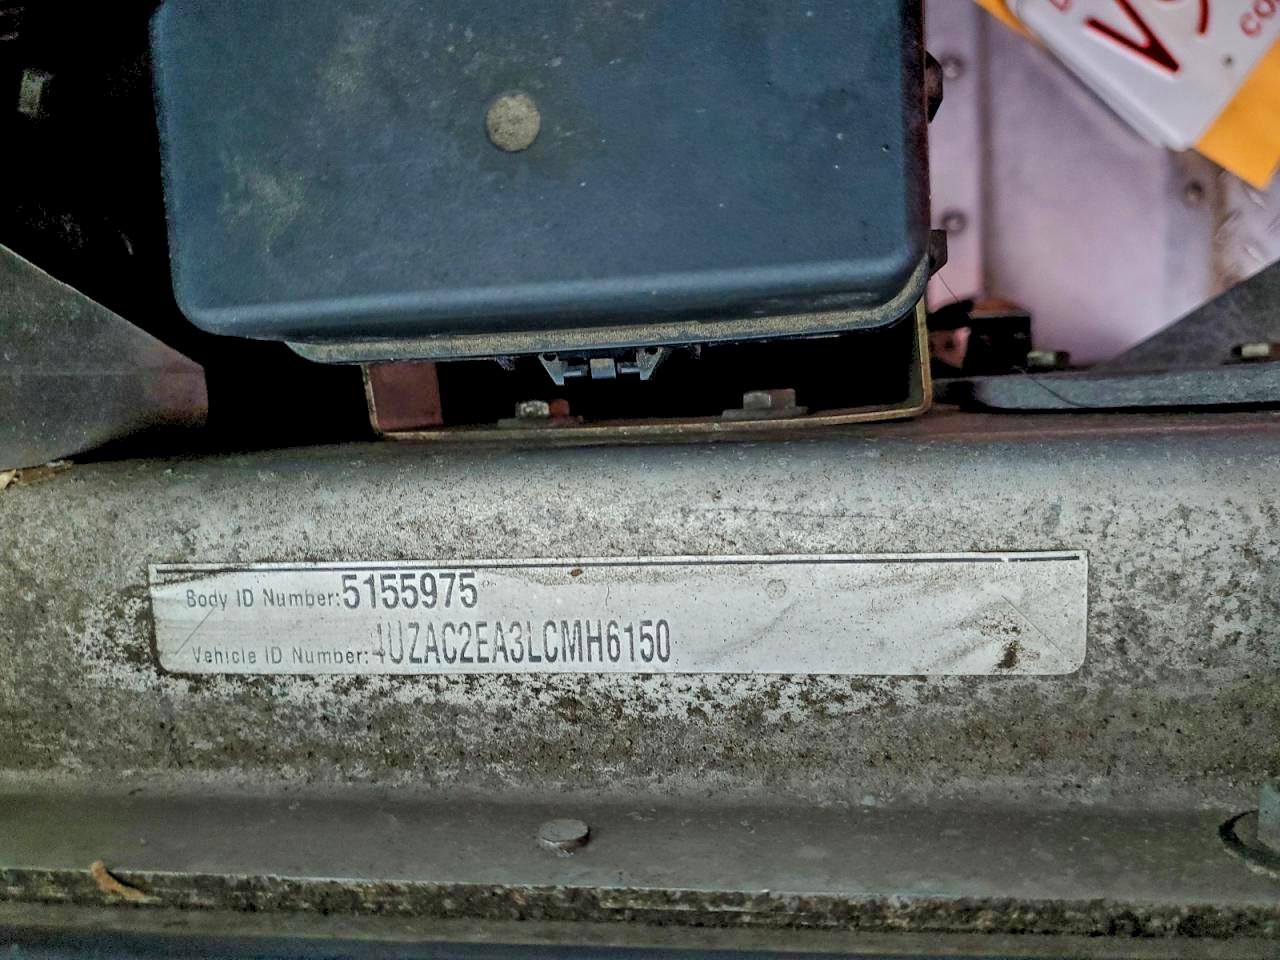 Body ID Number:5155975
Vehicle ID Number:4UZAC2EA3LCMH6150